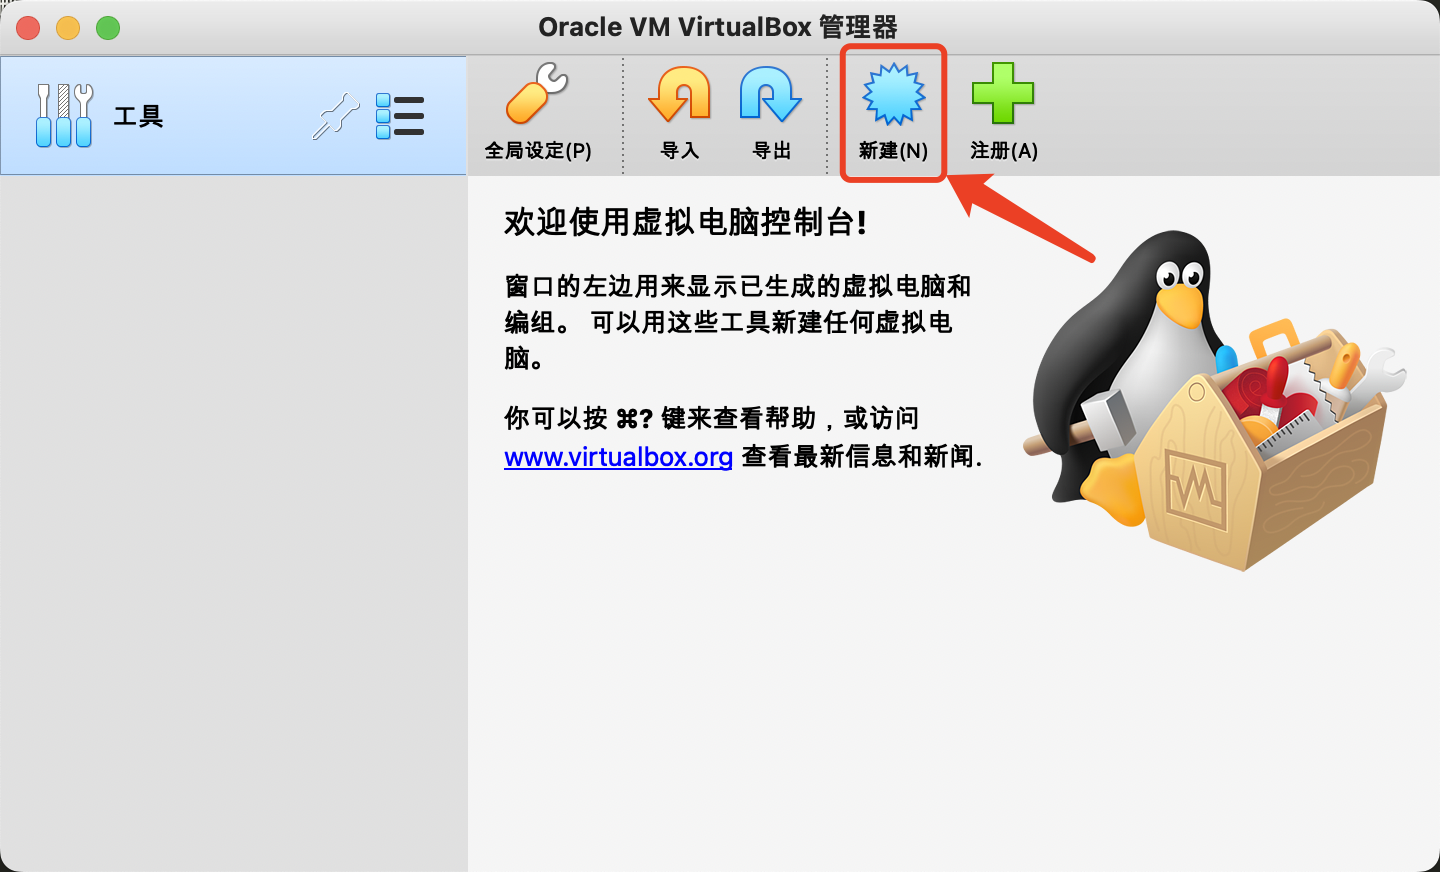 Oracle VM VirtualBox 管理器
工具
全局设定(P)
导入
导出
新建(N)
注册(A)
欢迎使用虚拟电脑控制台!
窗口的左边用来显示已生成的虚拟电脑和
编组。 可以用这些工具新建任何虚拟电
脑。
你可以按 ⌘? 键来查看帮助，或访问
www.virtualbox.org 查看最新信息和新闻.